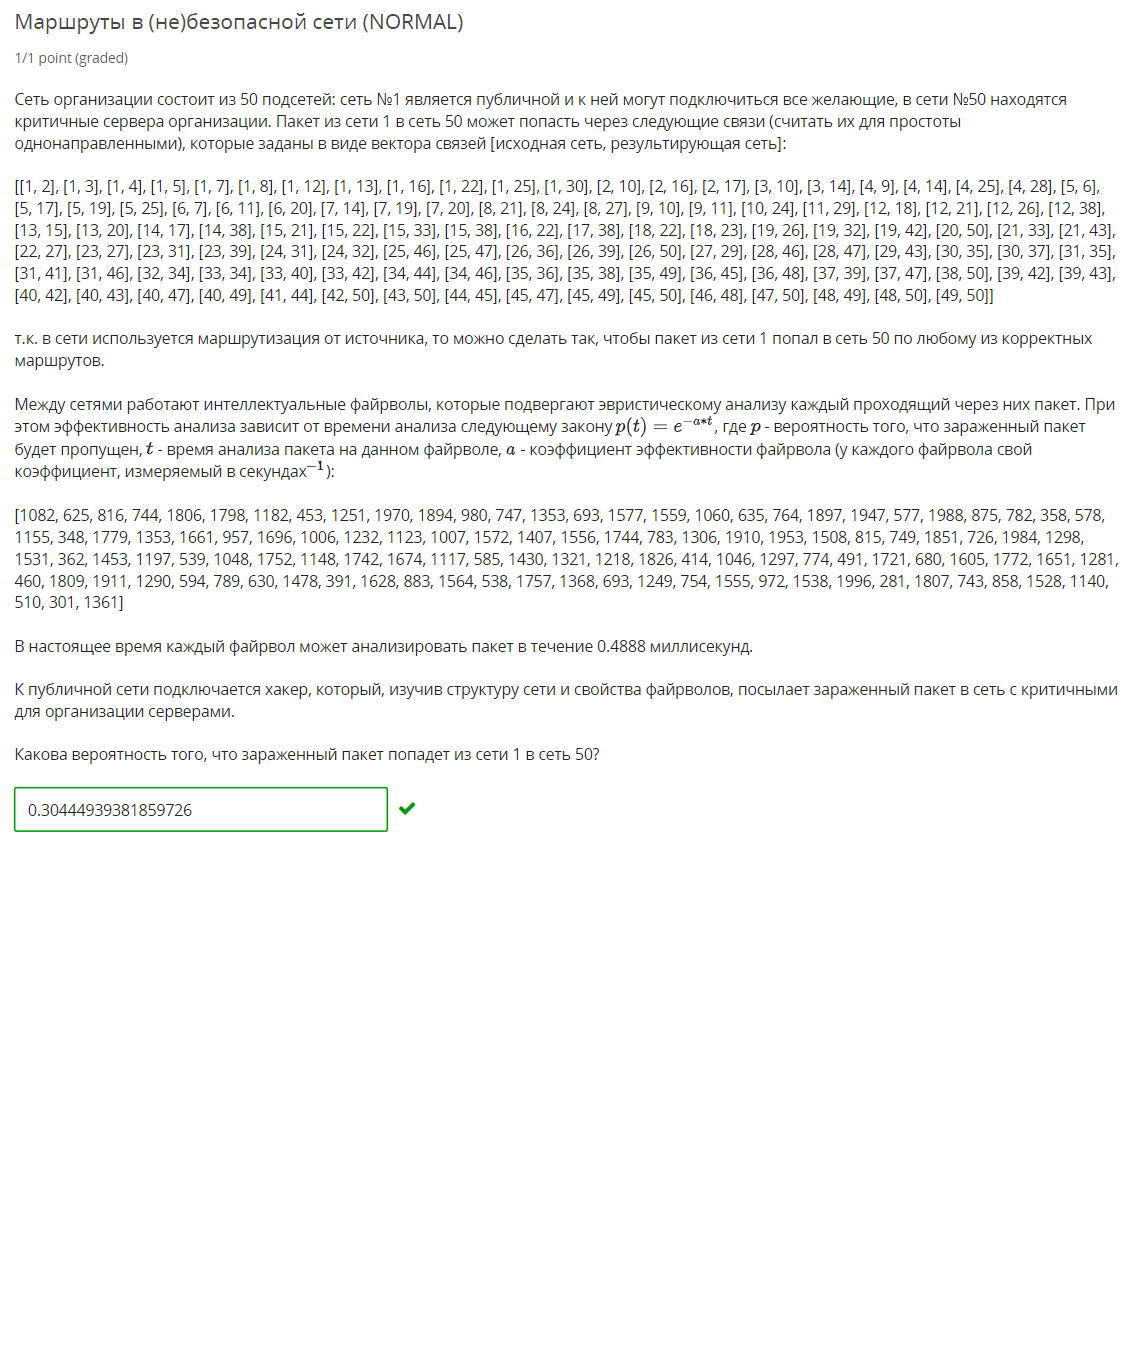 Маршруты в (не)безопасной сети (NORMAL)
1/1 point (graded)
Сеть организации состоит из 50 подсетей: сеть №1 является публичной и к ней могут подключиться все желающие, в сети №50 находятся
критичные сервера организации. Пакет из сети 1 в сеть 50 может попасть через следующие связи (считать их для простоты
однонаправленными), которые заданы в виде вектора связей [исходная сеть, результирующая сеть]:
[[1, 2], [1, 3], [1, 4], [1, 5], [1, 7], [1, 8], [1, 12], [1, 13], [1, 16], [1, 22], [1, 25], [1, 30], [2, 10], [2, 16], [2, 17], [3, 10], [3, 14], [4, 9], [4, 14], [4, 25], [4, 28], [5, 6],
[5, 17], [5, 19], [5, 25], [6, 7], [6, 11], [6, 20], [7, 14], [7, 19], [7, 20], [8, 21], [8, 24], [8, 27], [9, 10], [9, 11], [10, 24], [11, 29], [12, 18], [12, 21], [12, 26], [12, 38],
[13, 15], [13, 20], [14, 17], [14, 38], [15, 21], [15, 22], [15, 33], [15, 38], [16, 22], [17, 38], [18, 22], [18, 23], [19, 26], [19, 32], [19, 42], [20, 50], [21, 33], [21, 43],
[22, 27], [23, 27], [23, 31], [23, 39], [24, 31], [24, 32], [25, 46], [25, 47], [26, 36], [26, 39], [26, 50], [27, 29], [28, 46], [28, 47], [29, 43], [30, 35], [30, 37], [31, 35],
[31, 41], [31, 46], [32, 34], [33, 34], [33, 40], [33, 42], [34, 44], [34, 46], [35, 36], [35, 38], [35, 49], [36, 45], [36, 48], [37, 39], [37, 47], [38, 50], [39, 42], [39, 43],
[40, 42], [40, 43], [40, 47], [40, 49], [41, 44], [42, 50], [43, 50], [44, 45], [45, 47], [45, 49], [45, 50], [46, 48], [47, 50], [48, 49], [48, 50], [49, 50]]
т.к. в сети используется маршрутизация от источника, то можно сделать так, чтобы пакет из сети 1 попал в сеть 50 по любому из корректных
маршрутов.
Между сетями работают интеллектуальные файрволы, которые подвергают эвристическому анализу каждый проходящий через них пакет. При
этом эффективность анализа зависит от времени анализа следующему закону p(t) = e^{-a*t}, где p - вероятность того, что зараженный пакет
будет пропущен, t - время анализа пакета на данном файрволе, a - коэффициент эффективности файрвола (у каждого файрвола свой
коэффициент, измеряемый в секундах^{-1}):
[1082, 625, 816, 744, 1806, 1798, 1182, 453, 1251, 1970, 1894, 980, 747, 1353, 693, 1577, 1559, 1060, 635, 764, 1897, 1947, 577, 1988, 875, 782, 358, 578,
1155, 348, 1779, 1353, 1661, 957, 1696, 1006, 1232, 1123, 1007, 1572, 1407, 1556, 1744, 783, 1306, 1910, 1953, 1508, 815, 749, 1851, 726, 1984, 1298,
1531, 362, 1453, 1197, 539, 1048, 1752, 1148, 1742, 1674, 1117, 585, 1430, 1321, 1218, 1826, 414, 1046, 1297, 774, 491, 1721, 680, 1605, 1772, 1651, 1281,
460, 1809, 1911, 1290, 594, 789, 630, 1478, 391, 1628, 883, 1564, 538, 1757, 1368, 693, 1249, 754, 1555, 972, 1538, 1996, 281, 1807, 743, 858, 1528, 1140,
510, 301, 1361]
В настоящее время каждый файрвол может анализировать пакет в течение 0.4888 миллисекунд.
К публичной сети подключается хакер, который, изучив структуру сети и свойства файрволов, посылает зараженный пакет в сеть с критичными
для организации серверами.
Какова вероятность того, что зараженный пакет попадет из сети 1 в сеть 50?
0.30444939381859726